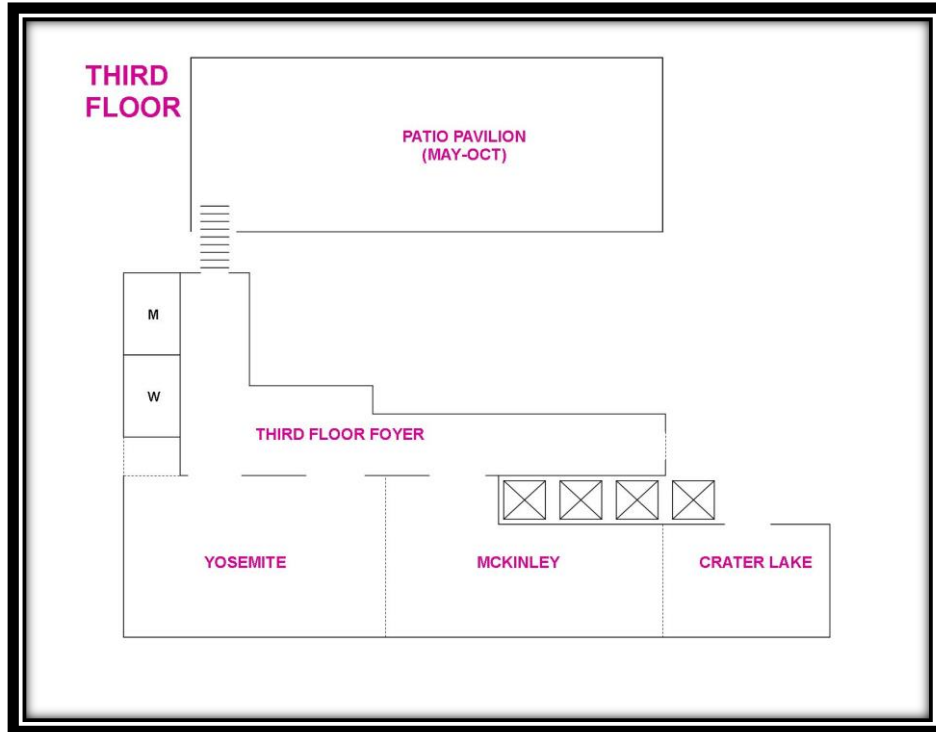 THIRD
FLOOR
PATIO PAVILION
(MAY-OCT)
M
W
THIRD FLOOR FOYER
YOSEMITE
MCKINLEY
CRATER LAKE